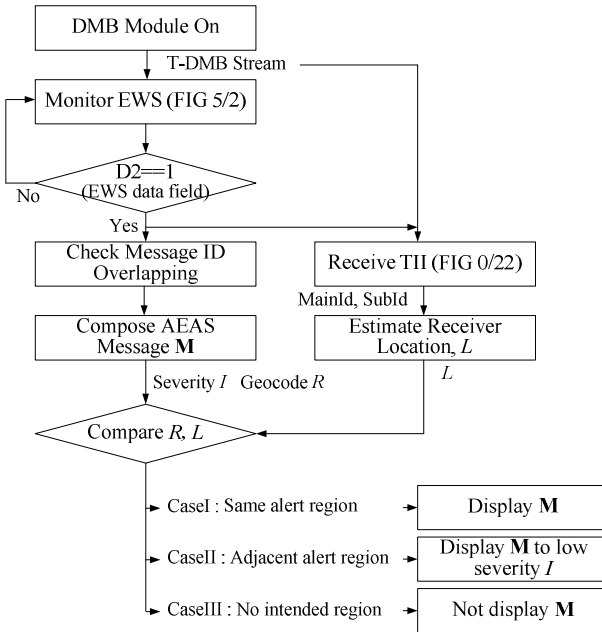 DMB Module On
T-DMB Stream
Monitor EWS (FIG 5/2)
D2==1
(EWS data field)
No
Yes
Check Message ID
Overlapping
Receive TII (FIG 0/22)
MainId, SubId
Compose AEAS
Message M
Estimate Receiver
Location, L
Severity I Geocode R
L
Compare R, L
CaseI : Same alert region
Display M
CaseII : Adjacent alert region
Display M to low
severity I
CaseIII : No intended region
Not display M